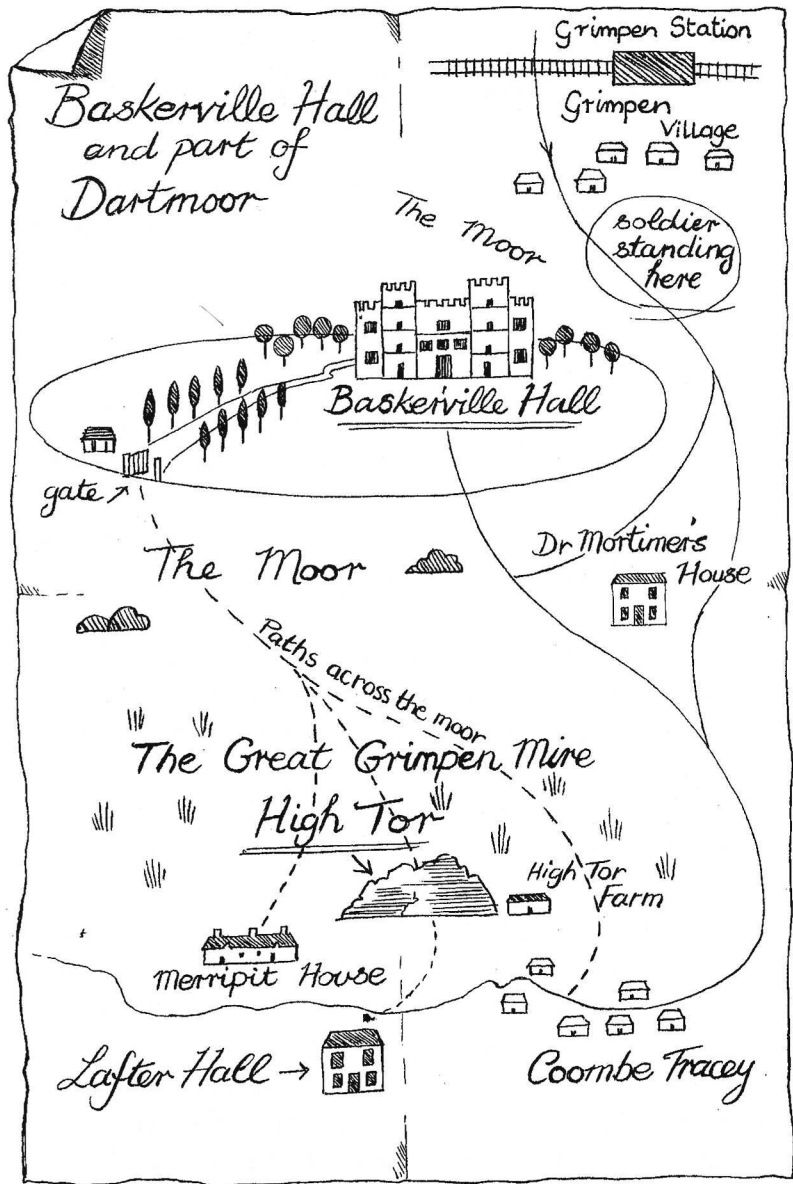 Grimpen Station
Baskerville Hall
and part of
Dartmoor
Grimpen
Village
The Moor
soldier
standing
here
Baskerville Hall
gate
The Moor
Dr Mortimer's
House
Paths across the moor
The Great Grimpen Mire
High Tor
High Tor
Farm
Merripit House
Lafter Hall
Coombe Tracey